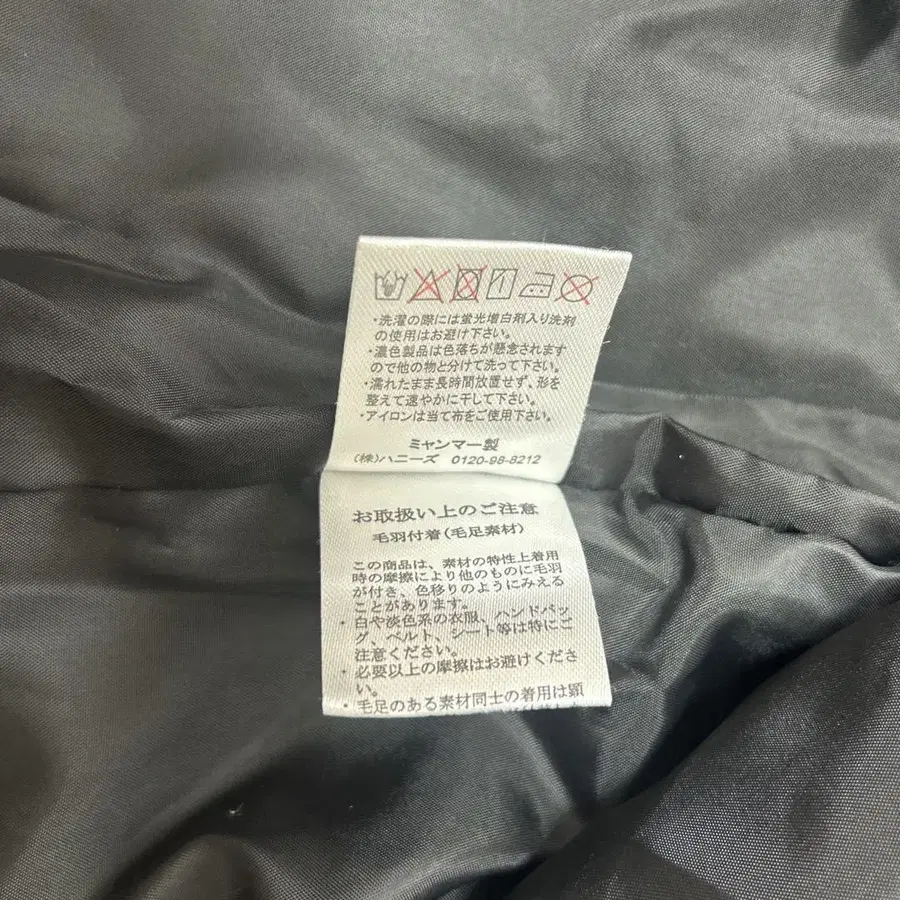 ・洗濯の際には蛍光増白剤入り洗剤
の使用はお避け下さい。
・濃色製品は色落ちが懸念されます
ので他の物と分けて洗って下さい。
・濡れたまま長時間放置せず、形を
整えて速やかに干して下さい。
・アイロンは当て布をご使用下さい。
ミャンマー製
(株)ハニーズ 0120-98-8212
お取扱い上のご注意
毛羽付着(毛足素材)
この商品は、素材の特性上着用
時の摩擦により他のものに毛羽
が付き、色移りのようにみえる
ことがあります。
・白や淡色系の衣服、ハンドバッ
グ、ベルト、シート等は特にご
注意ください。
・必要以上の摩擦はお避けくださ
い。
・毛足のある素材同士の着用は顕